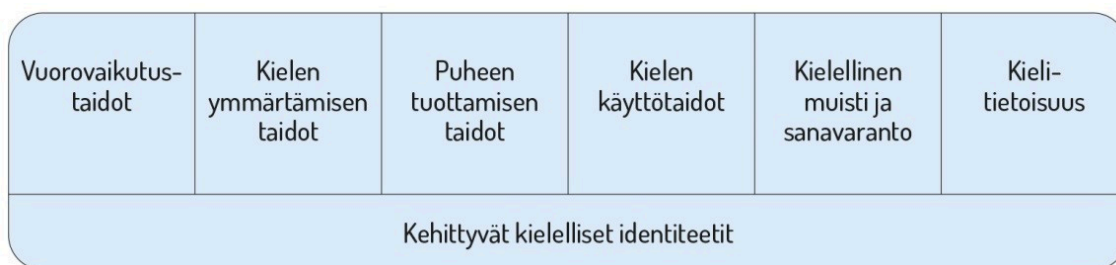 Vuorovaikutus-
taidot
Kielen
ymmärtämisen
taidot
Puheen
tuottamisen
taidot
Kielen
käyttötaidot
Kielellinen
muisti ja
sanavaranto
Kieli-
tietoisuus
Kehittyvät kielelliset identiteetit